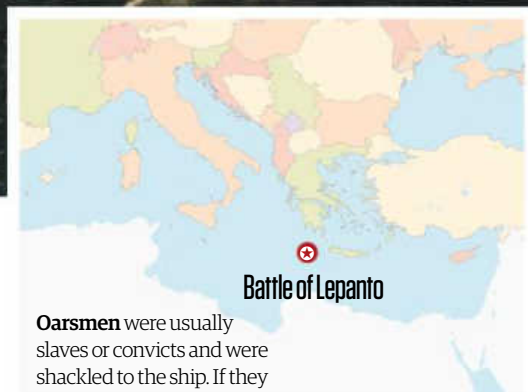 Battle of Lepanto
Oarsmen were usually
slaves or convicts and were
shackled to the ship. If they